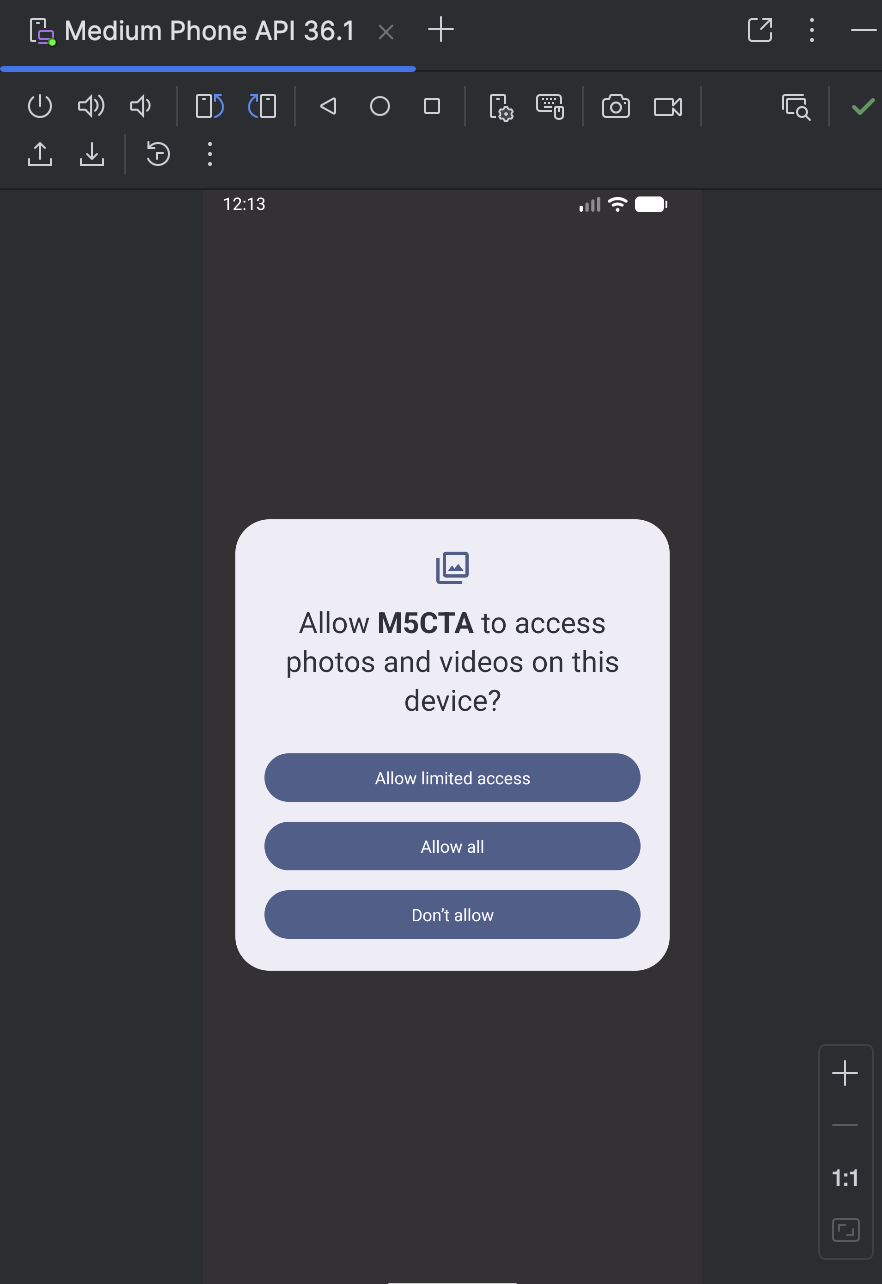 Medium Phone API 36.1
12:13
Allow M5CTA to access
photos and videos on this
device?
Allow limited access
Allow all
Don’t allow
1:1